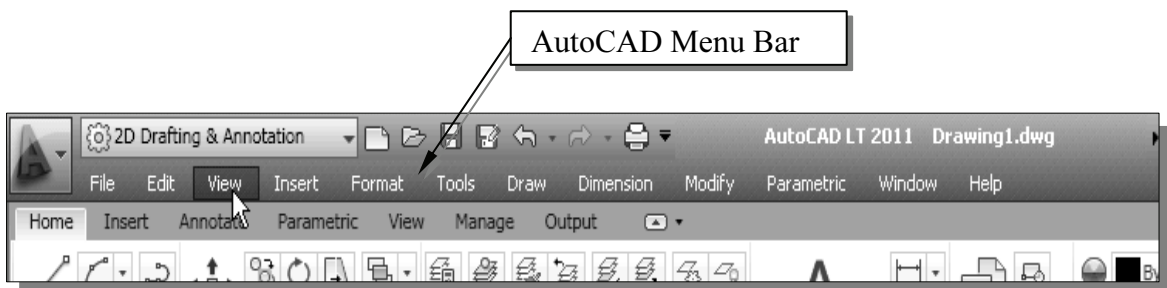 AutoCAD Menu Bar
2D Drafting & Annotation AutoCAD LT 2011 Drawing1.dwg
File Edit View Insert Format Tools Draw Dimension Modify Parametric Window Help
Home Insert Annotate Parametric View Manage Output
A By